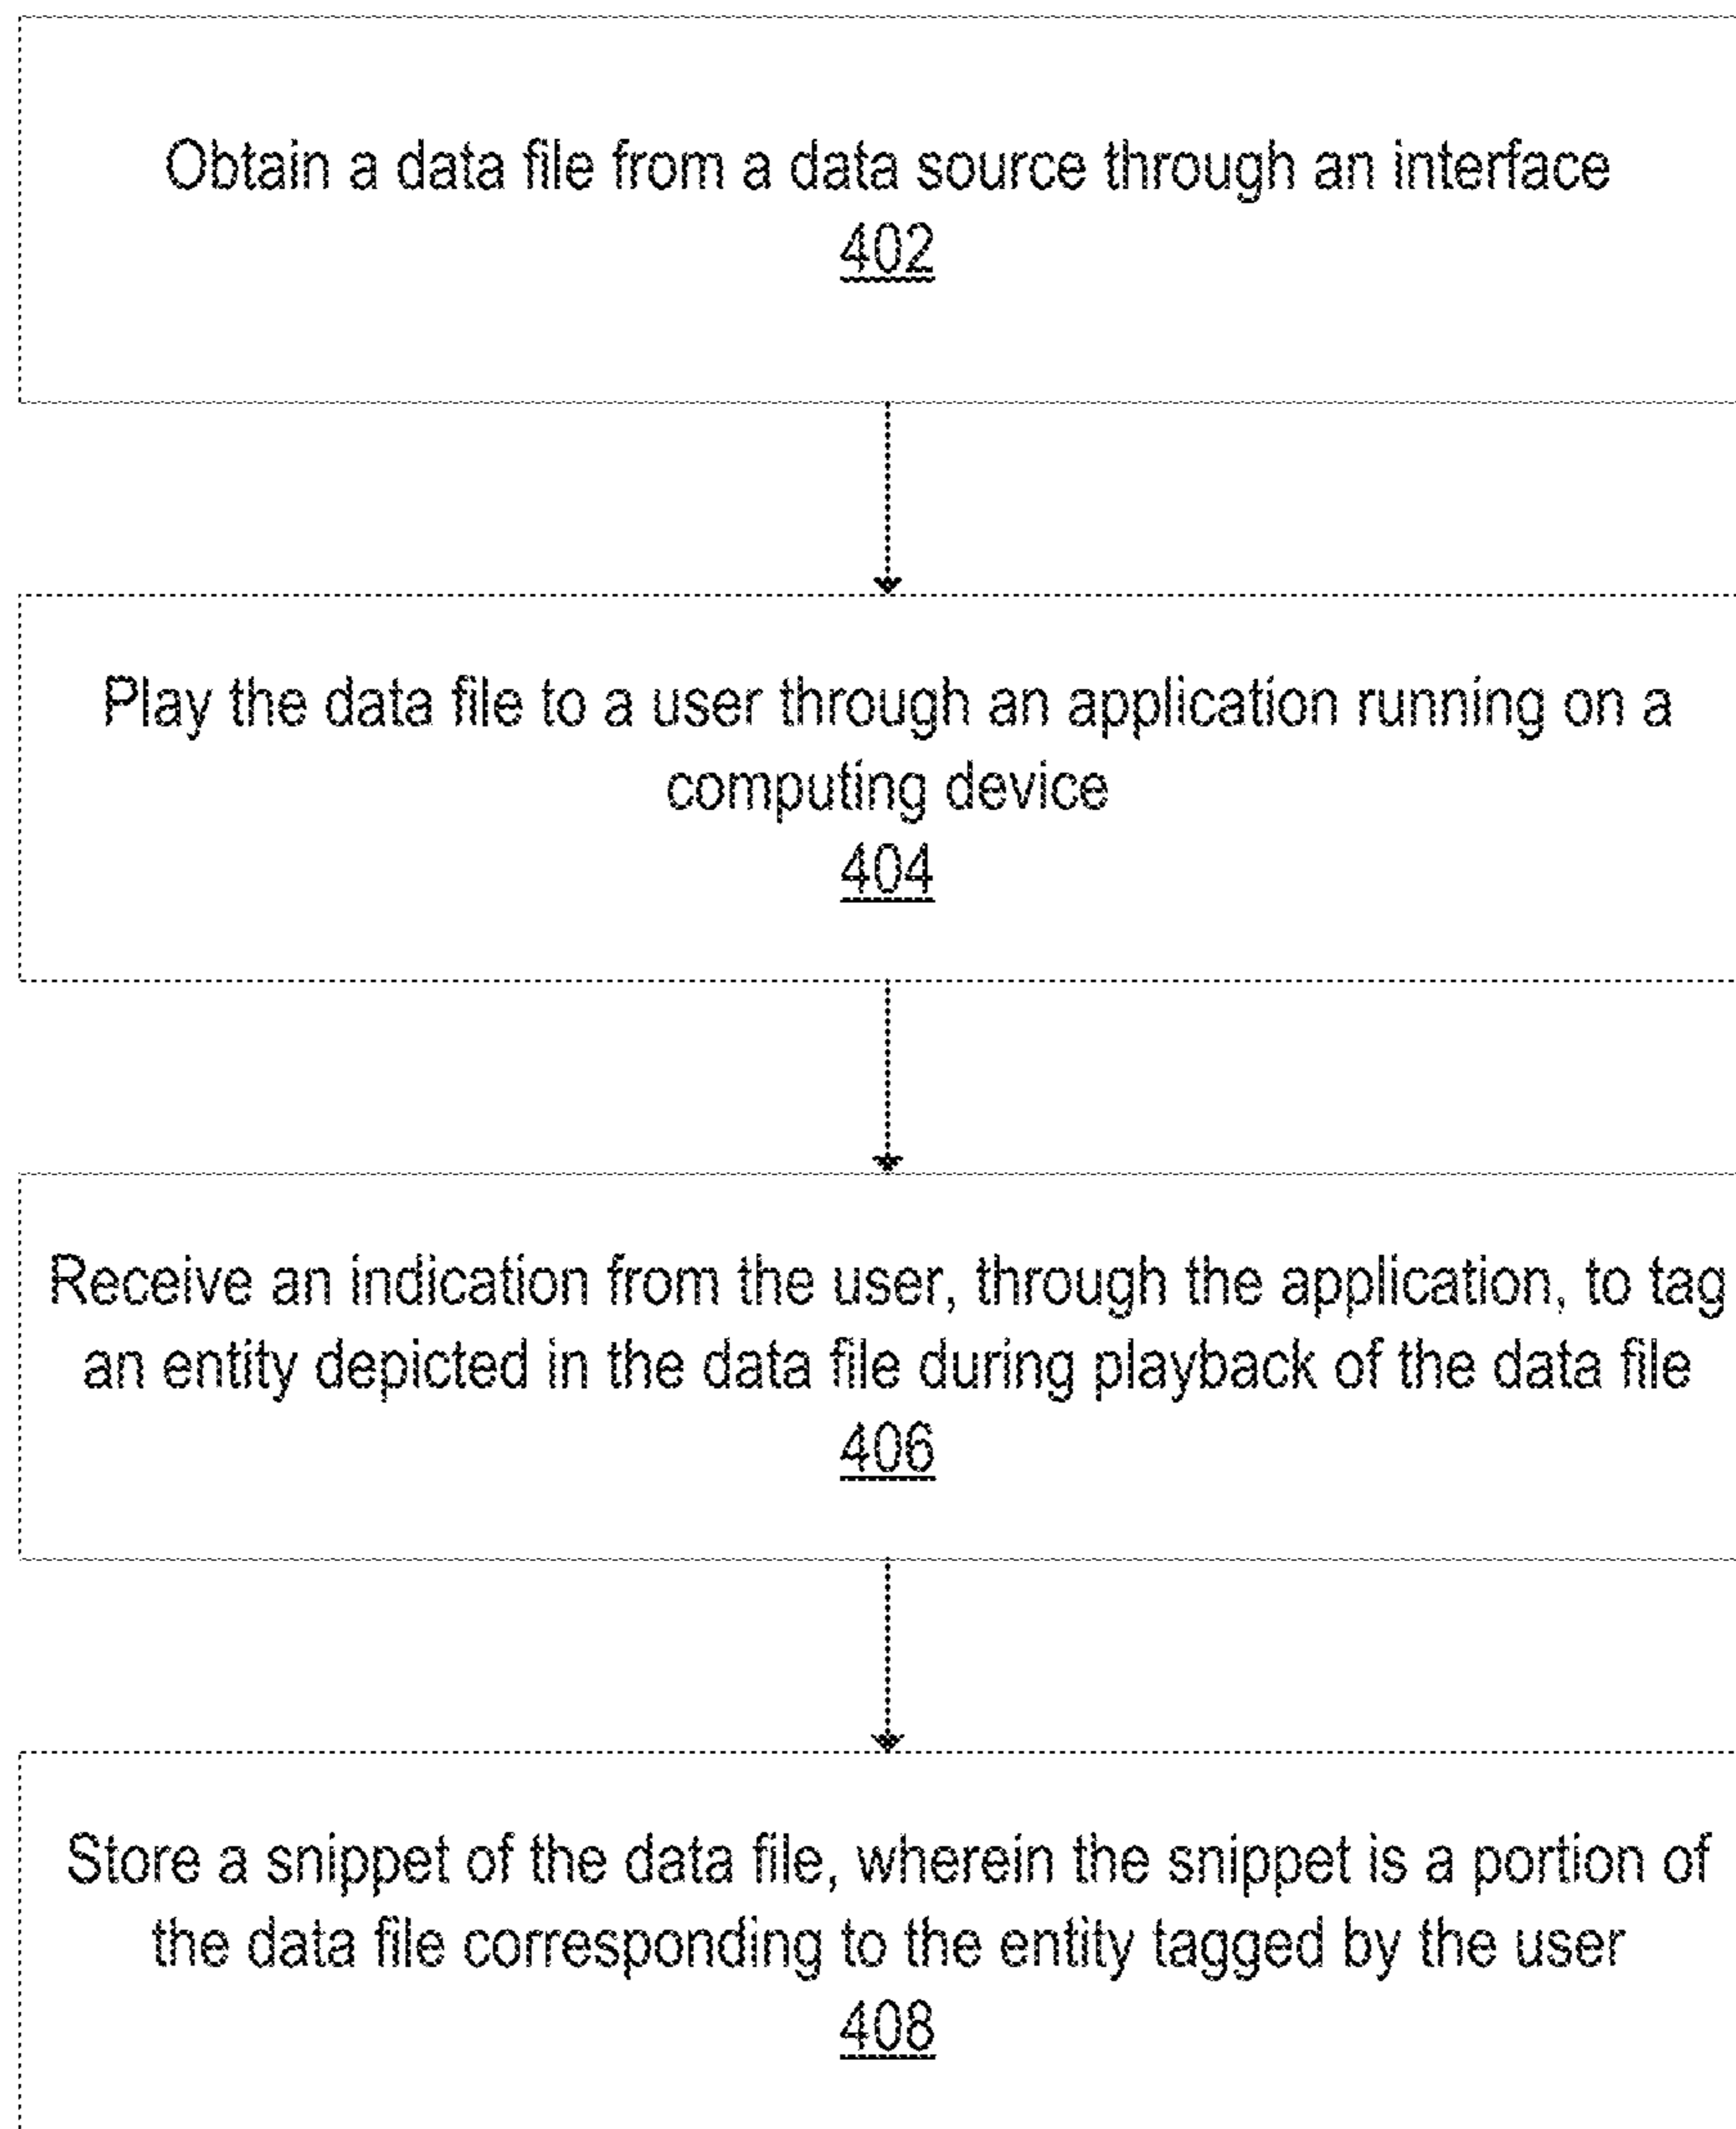 Obtain a data file from a data source through an interface
402
Play the data file to a user through an application running on a
computing device
404
Receive an indication from the user, through the application, to tag
an entity depicted in the data file during playback of the data file
406
Store a snippet of the data file, wherein the snippet is a portion of
the data file corresponding to the entity tagged by the user
408